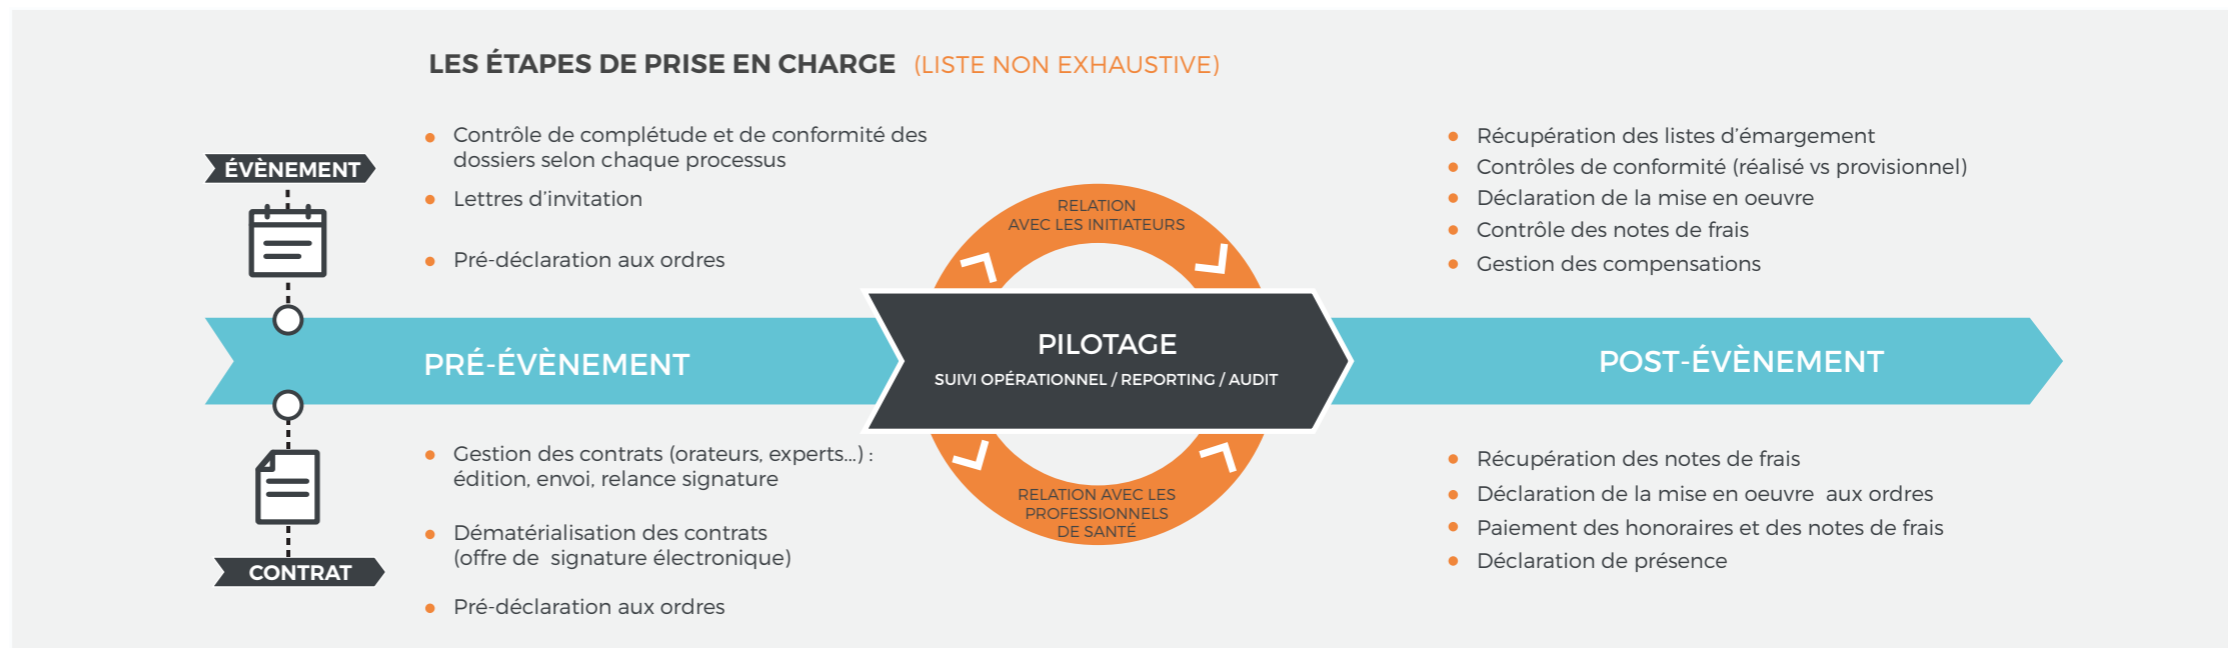 LES ÉTAPES DE PRISE EN CHARGE (LISTE NON EXHAUSTIVE)
ÉVÈNEMENT
Contrôle de complétude et de conformité des
dossiers selon chaque processus
Lettres d'invitation
Pré-déclaration aux ordres
RELATION
AVEC LES INITIATEURS
Récupération des listes d'émargement
Contrôles de conformité (réalisé vs provisionnel)
Déclaration de la mise en oeuvre
Contrôle des notes de frais
Gestion des compensations
PRÉ-ÉVÈNEMENT
PILOTAGE
SUIVI OPÉRATIONNEL / REPORTING / AUDIT
POST-ÉVÈNEMENT
CONTRAT
Gestion des contrats (orateurs, experts...) :
édition, envoi, relance signature
Dématérialisation des contrats
(offre de signature électronique)
Pré-déclaration aux ordres
RELATION AVEC LES
PROFESSIONNELS
DE SANTÉ
Récupération des notes de frais
Déclaration de la mise en oeuvre aux ordres
Paiement des honoraires et des notes de frais
Déclaration de présence